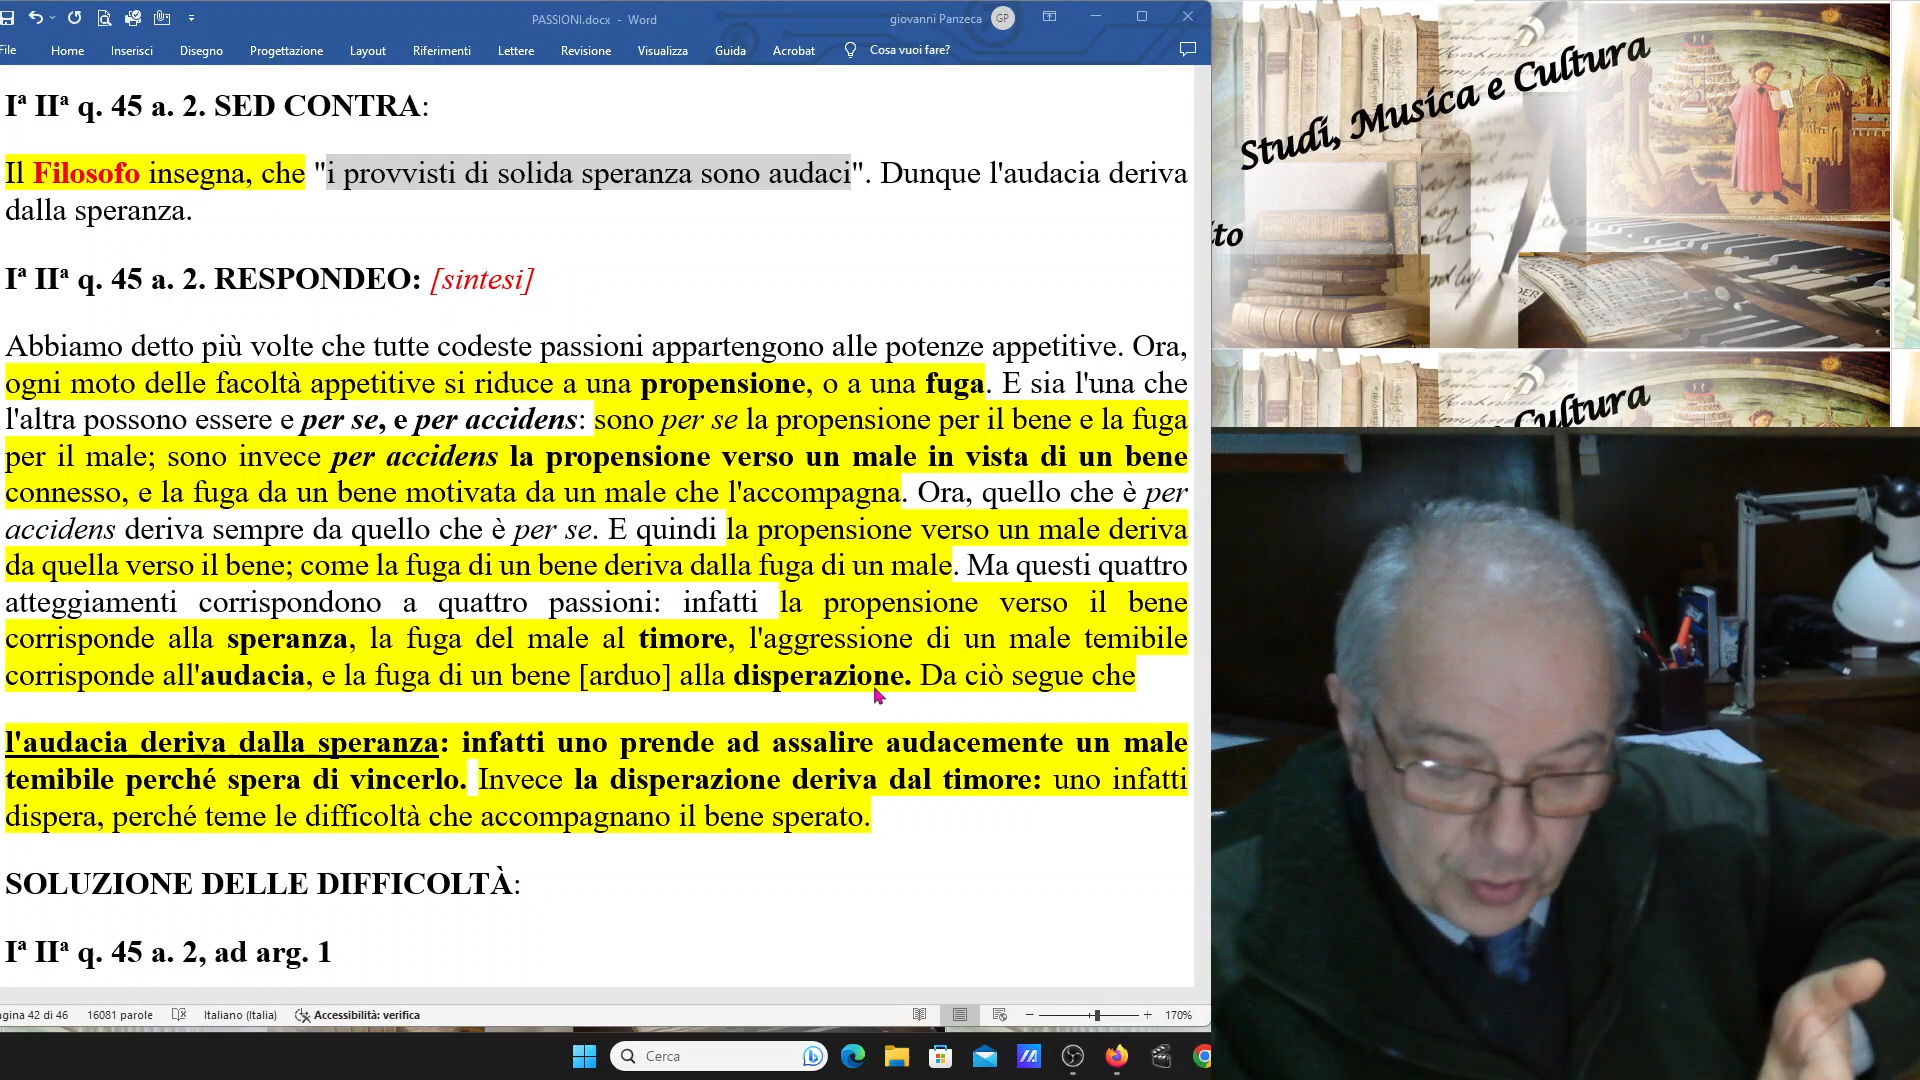 PASSIONI.docx - Word
giovanni Panzeca GP
File Home Inserisci Disegno Progettazione Layout Riferimenti Lettere Revisione Visualizza Guida Acrobat Cosa vuoi fare?
Iª IIª q. 45 a. 2. SED CONTRA:
Il Filosofo insegna, che "i provvisti di solida speranza sono audaci". Dunque l'audacia deriva
dalla speranza.
Iª IIª q. 45 a. 2. RESPONDEO: [sintesi]
Abbiamo detto più volte che tutte codeste passioni appartengono alle potenze appetitive. Ora,
ogni moto delle facoltà appetitive si riduce a una propensione, o a una fuga. E sia l'una che
l'altra possono essere e per se, e per accidens: sono per se la propensione per il bene e la fuga
per il male; sono invece per accidens la propensione verso un male in vista di un bene
connesso, e la fuga da un bene motivata da un male che l'accompagna. Ora, quello che è per
accidens deriva sempre da quello che è per se. E quindi la propensione verso un male deriva
da quella verso il bene; come la fuga di un bene deriva dalla fuga di un male. Ma questi quattro
atteggiamenti corrispondono a quattro passioni: infatti la propensione verso il bene
corrisponde alla speranza, la fuga del male al timore, l'aggressione di un male temibile
corrisponde all'audacia, e la fuga di un bene [arduo] alla disperazione. Da ciò segue che
l'audacia deriva dalla speranza: infatti uno prende ad assalire audacemente un male
temibile perché spera di vincerlo. Invece la disperazione deriva dal timore: uno infatti
dispera, perché teme le difficoltà che accompagnano il bene sperato.
SOLUZIONE DELLE DIFFICOLTÀ:
Iª IIª q. 45 a. 2, ad arg. 1
agina 42 di 46 16081 parole Italiano (Italia) Accessibilità: verifica 170%
Cerca
Studi, Musica e Cultura
ito
Cultura